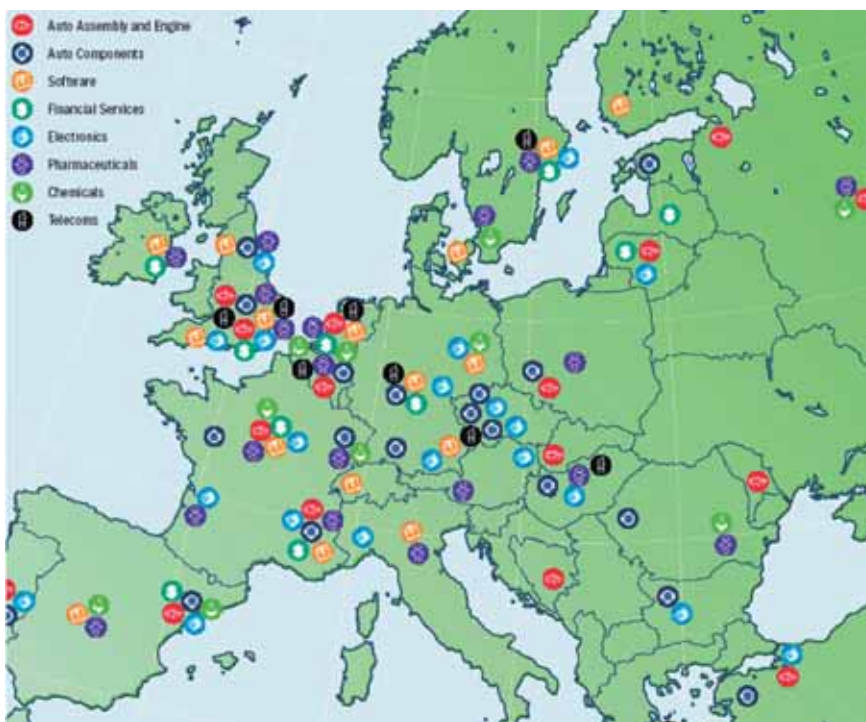 Auto Assembly and Engine
Auto Components
Software
Financial Services
Electronics
Pharmaceuticals
Chemicals
Telecoms